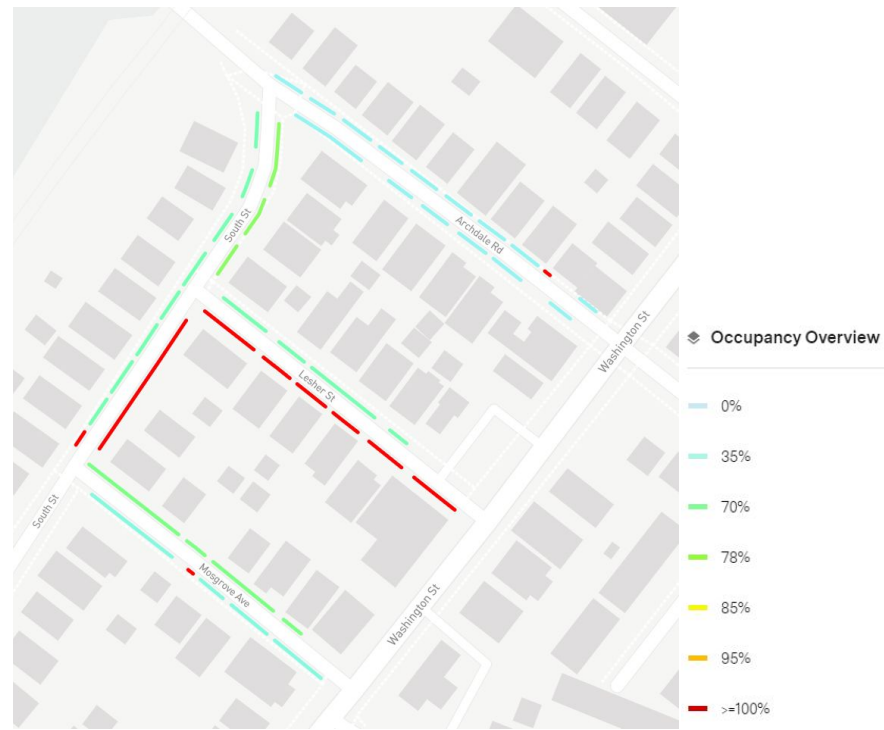 South St
Archdale Rd
Washington St
Lesher St
South St
Mosgrove Ave
Washington St
Occupancy Overview
0%
35%
70%
78%
85%
95%
>=100%